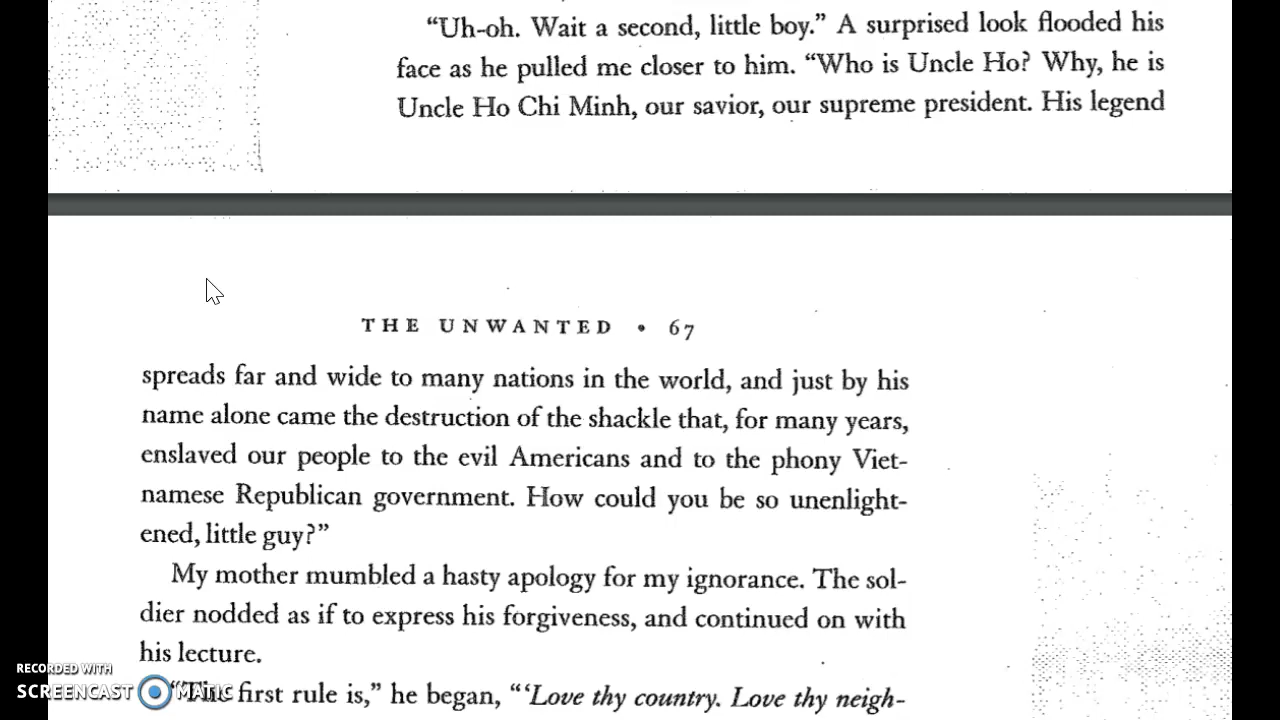 “Uh-oh. Wait a second, little boy.” A surprised look flooded his
face as he pulled me closer to him. “Who is Uncle Ho? Why, he is
Uncle Ho Chi Minh, our savior, our supreme president. His legend
THE UNWANTED • 67
spreads far and wide to many nations in the world, and just by his
name alone came the destruction of the shackle that, for many years,
enslaved our people to the evil Americans and to the phony Viet-
namese Republican government. How could you be so unenlight-
ened, little guy?”
My mother mumbled a hasty apology for my ignorance. The sol-
dier nodded as if to express his forgiveness, and continued on with
his lecture.
“The first rule is,” he began, “‘Love thy country. Love thy neigh-
RECORDED WITH
SCREENCAST MATIC